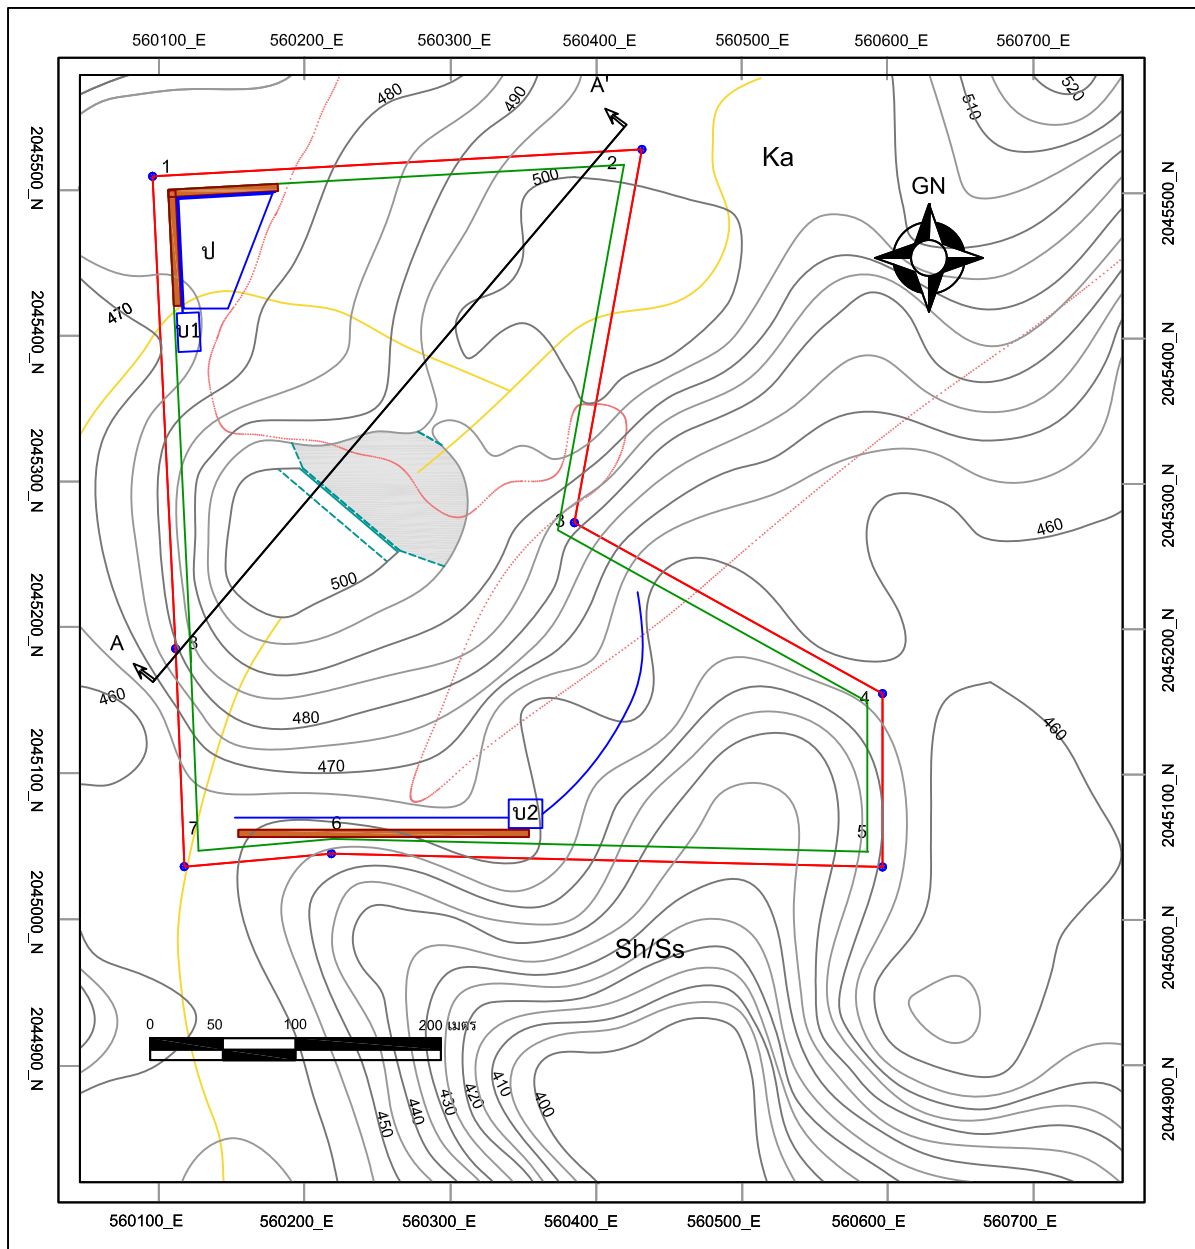 560100_E 560200_E 560300_E 560400_E 560500_E 560600_E 560700_E
2045500_N
2045400_N
2045300_N
2045200_N
2045100_N
2045000_N
2044900_N
480
490
A'
510
520
1
2
Ka
500
GN
ป
470
บ1
3
460
500
A
3
460
480
4
460
470
บ2
7
6
5
Sh/Ss
0 50 100 200 เมตร
450
440
430
420
410
400
2045500_N
2045400_N
2045300_N
2045200_N
2045100_N
2045000_N
2044900_N
560100_E 560200_E 560300_E 560400_E 560500_E 560600_E 560700_E